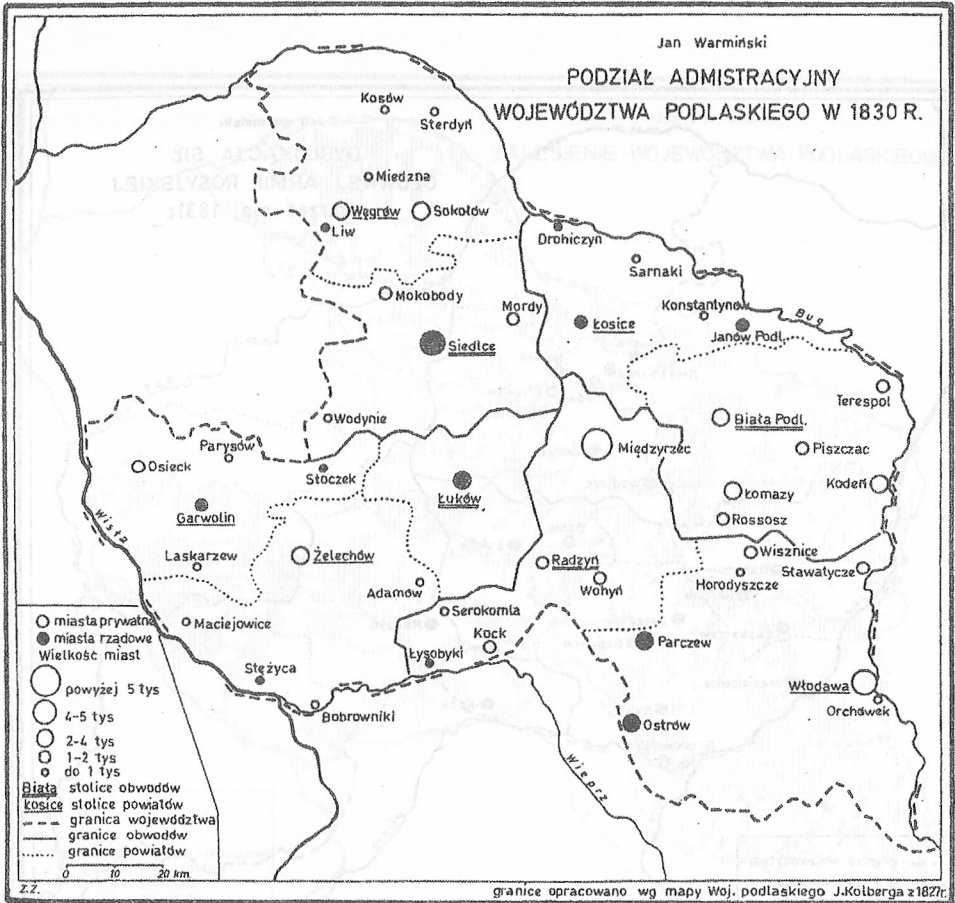 Jan Warmiński
PODZIAŁ ADMISTRACYJNY
WOJEWÓDZTWA PODLASKIEGO W 1830 R.
Kosów
Sterdyń
Miedzna
Węgrów
Sokołów
Liw
Drohiczyn
Sarnaki
Mokobody
Mordy
Łosice
Konstantynów
Janów Podl.
Bug
Siedlce
Terespol
Wodynie
Biała Podl.
Parysów
Międzyrzec
Piszczac
Osieck
Stoczek
Łuków
Łomazy
Kodeń
Garwolin
Rossosz
Wisła
Żelechów
Wisznice
Laskarzew
Radzyń
Horodyszcze
Sławatycze
Adamów
Wohyń
Serokomla
Maciejowice
Kock
Parczew
Łysobyki
Stężyca
Włodawa
Orchówek
Bobrowniki
Ostrów
Wieprz
miasta prywatne
miasta rządowe
Wielkość miast
powyżej 5 tys
4-5 tys
2-4 tys
1-2 tys
do 1 tys
Biała stolice obwodów
Łosice stolice powiatów
granica województwa
granice obwodów
granice powiatów
0 10 20 km.
Z.Z.
granice opracowano wg mapy Woj. podlaskiego J.Kolberga z 1827r.